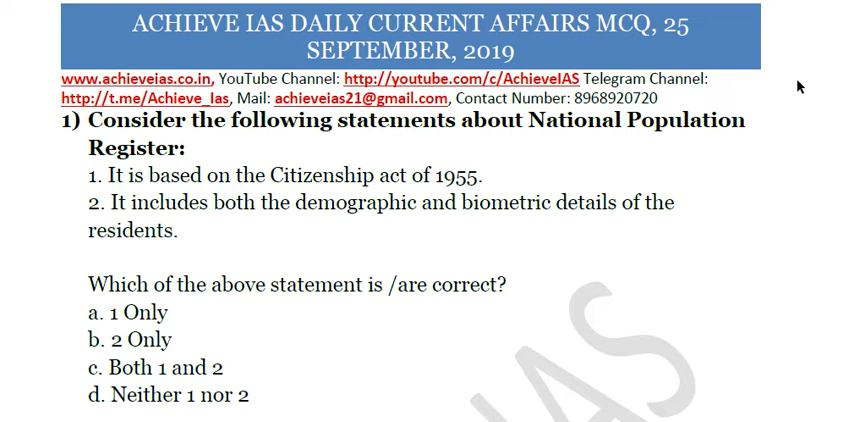 ACHIEVE IAS DAILY CURRENT AFFAIRS MCQ, 25
SEPTEMBER, 2019
www.achieveias.co.in, YouTube Channel: http://youtube.com/c/AchieveIAS Telegram Channel:
http://t.me/Achieve_Ias, Mail: achieveias21@gmail.com, Contact Number: 8968920720
1) Consider the following statements about National Population
Register:
1. It is based on the Citizenship act of 1955.
2. It includes both the demographic and biometric details of the
residents.
Which of the above statement is /are correct?
a. 1 Only
b. 2 Only
c. Both 1 and 2
d. Neither 1 nor 2
IAS